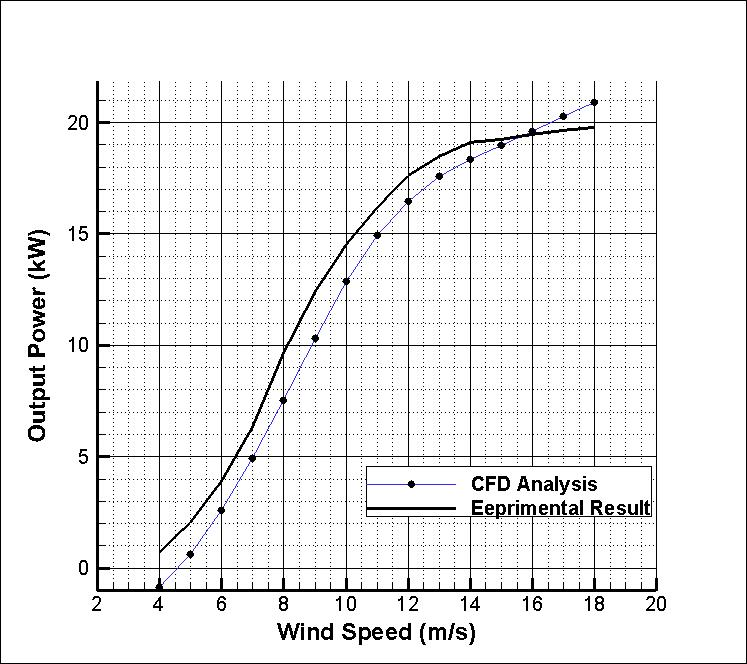 20
15
10
5
0
Output Power (kW)
CFD Analysis
Eeprimental Result
2 4 6 8 10 12 14 16 18 20
Wind Speed (m/s)